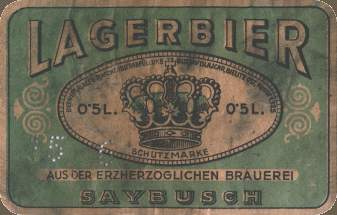 LAGERBIER
0·5L. 0·5L.
SCHUTZMARKE
AUS DER ERZHERZOGLICHEN BRAUEREI
SAYBUSCH